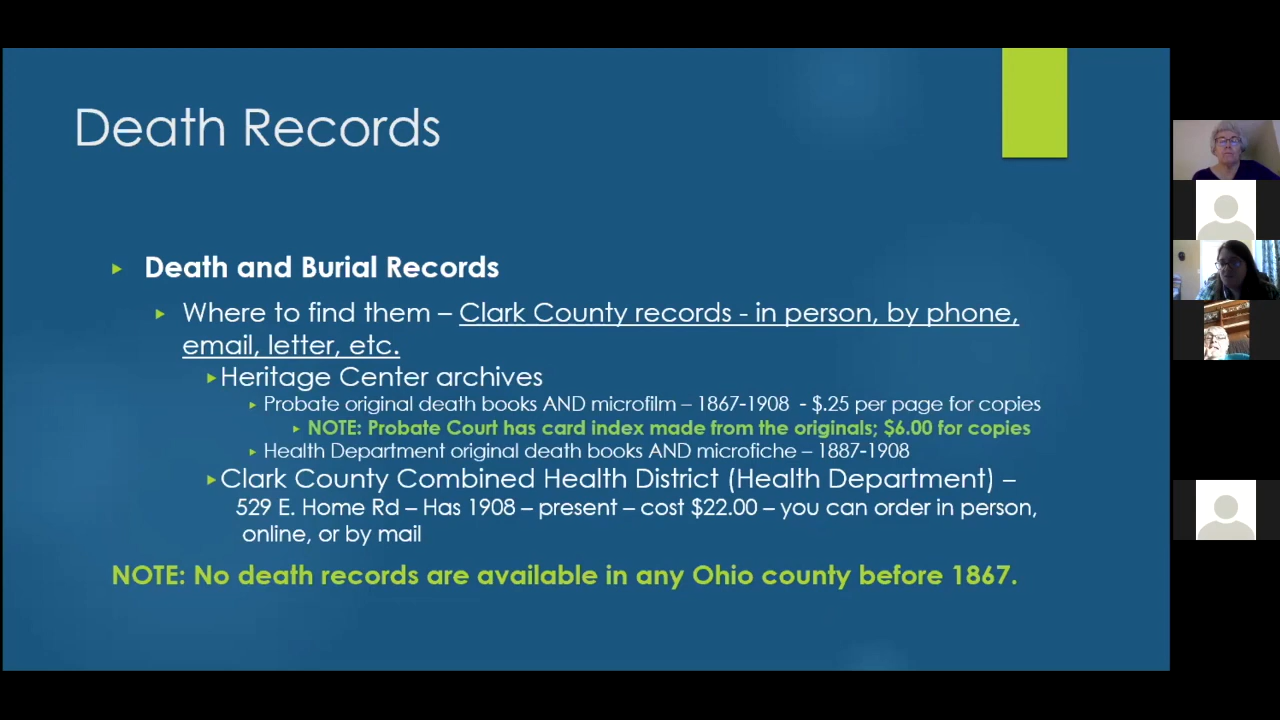 Death Records
Death and Burial Records
Where to find them – Clark County records - in person, by phone,
email, letter, etc.
Heritage Center archives
Probate original death books AND microfilm – 1867-1908 - $.25 per page for copies
NOTE: Probate Court has card index made from the originals; $6.00 for copies
Health Department original death books AND microfiche – 1887-1908
Clark County Combined Health District (Health Department) –
529 E. Home Rd – Has 1908 – present – cost $22.00 – you can order in person,
online, or by mail
NOTE: No death records are available in any Ohio county before 1867.